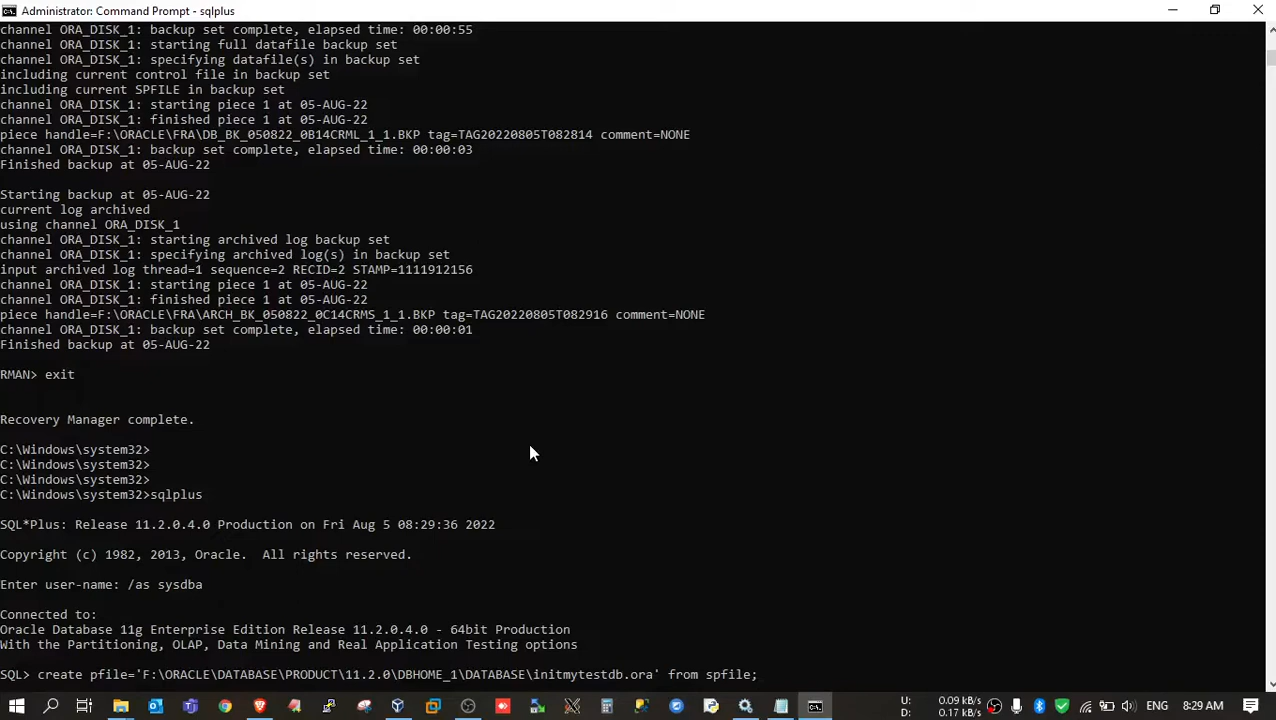 Administrator: Command Prompt - sqlplus
channel ORA_DISK_1: backup set complete, elapsed time: 00:00:55
channel ORA_DISK_1: starting full datafile backup set
channel ORA_DISK_1: specifying datafile(s) in backup set
including current control file in backup set
including current SPFILE in backup set
channel ORA_DISK_1: starting piece 1 at 05-AUG-22
channel ORA_DISK_1: finished piece 1 at 05-AUG-22
piece handle=F:\ORACLE\FRA\DB_BK_050822_0B14CRML_1_1.BKP tag=TAG20220805T082814 comment=NONE
channel ORA_DISK_1: backup set complete, elapsed time: 00:00:03
Finished backup at 05-AUG-22
Starting backup at 05-AUG-22
current log archived
using channel ORA_DISK_1
channel ORA_DISK_1: starting archived log backup set
channel ORA_DISK_1: specifying archived log(s) in backup set
input archived log thread=1 sequence=2 RECID=2 STAMP=1111912156
channel ORA_DISK_1: starting piece 1 at 05-AUG-22
channel ORA_DISK_1: finished piece 1 at 05-AUG-22
piece handle=F:\ORACLE\FRA\ARCH_BK_050822_0C14CRMS_1_1.BKP tag=TAG20220805T082916 comment=NONE
channel ORA_DISK_1: backup set complete, elapsed time: 00:00:01
Finished backup at 05-AUG-22
RMAN> exit
Recovery Manager complete.
C:\Windows\system32>
C:\Windows\system32>
C:\Windows\system32>
C:\Windows\system32>sqlplus
SQL*Plus: Release 11.2.0.4.0 Production on Fri Aug 5 08:29:36 2022
Copyright (c) 1982, 2013, Oracle.  All rights reserved.
Enter user-name: /as sysdba
Connected to:
Oracle Database 11g Enterprise Edition Release 11.2.0.4.0 - 64bit Production
With the Partitioning, OLAP, Data Mining and Real Application Testing options
SQL> create pfile='F:\ORACLE\DATABASE\PRODUCT\11.2.0\DBHOME_1\DATABASE\initmytestdb.ora' from spfile;
U: 0.09 kB/s
D: 0.17 kB/s
8:29 AM